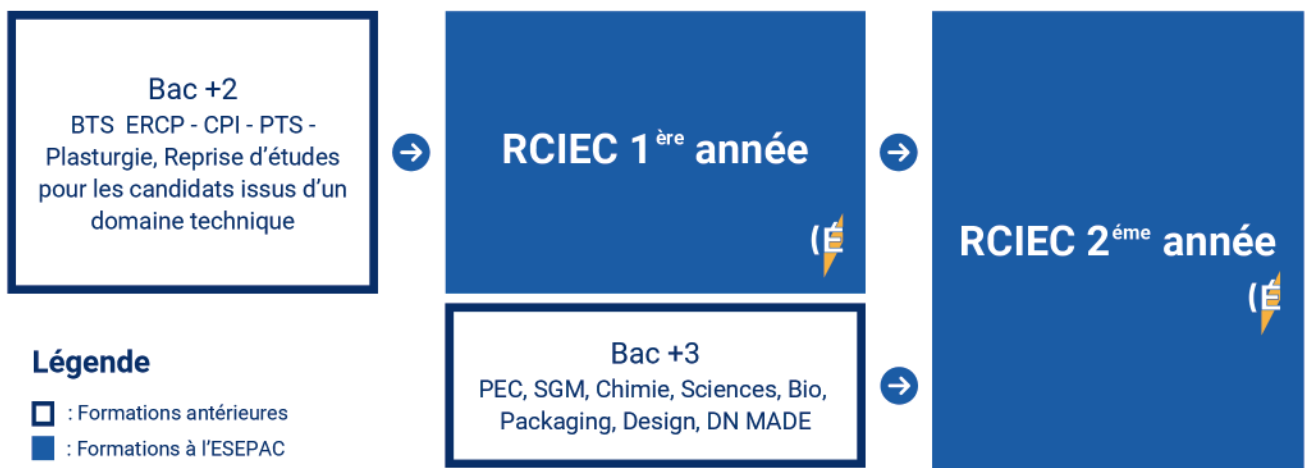 Bac +2
BTS ERCP - CPI - PTS -
Plasturgie, Reprise d'études
pour les candidats issus d'un
domaine technique
RCIEC 1ère année
(É
RCIEC 2éme année
(É
Bac +3
PEC, SGM, Chimie, Sciences, Bio,
Packaging, Design, DN MADE
Légende
: Formations antérieures
: Formations à l'ESEPAC